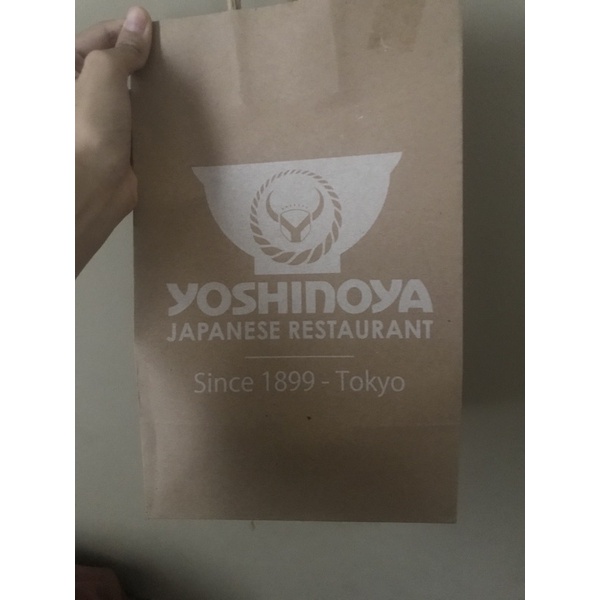 YOSHINOYA
JAPANESE RESTAURANT
Since 1899 - Tokyo